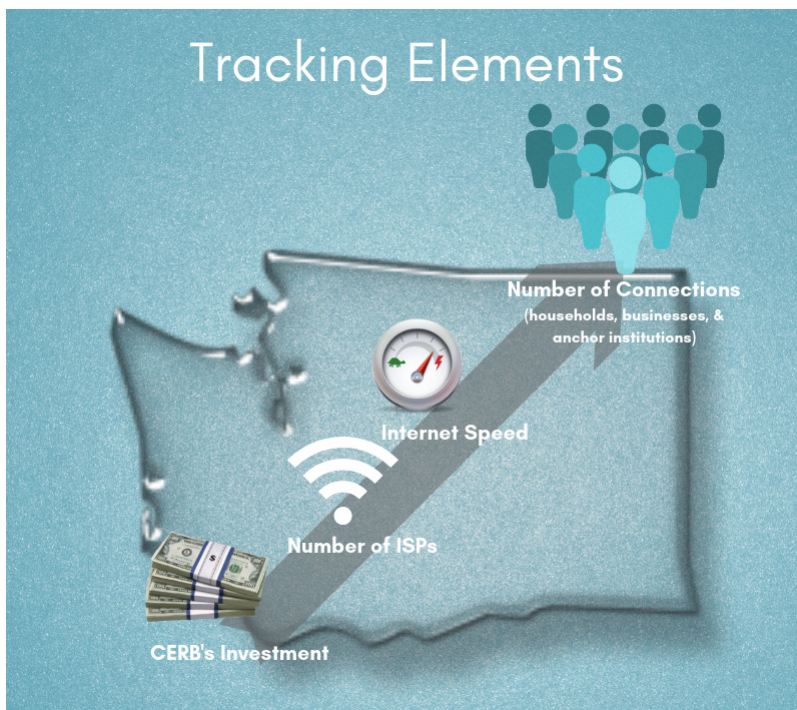 Tracking Elements
Number of Connections
(households, businesses, &
anchor institutions)
Internet Speed
Number of ISPs
$
CERB's Investment